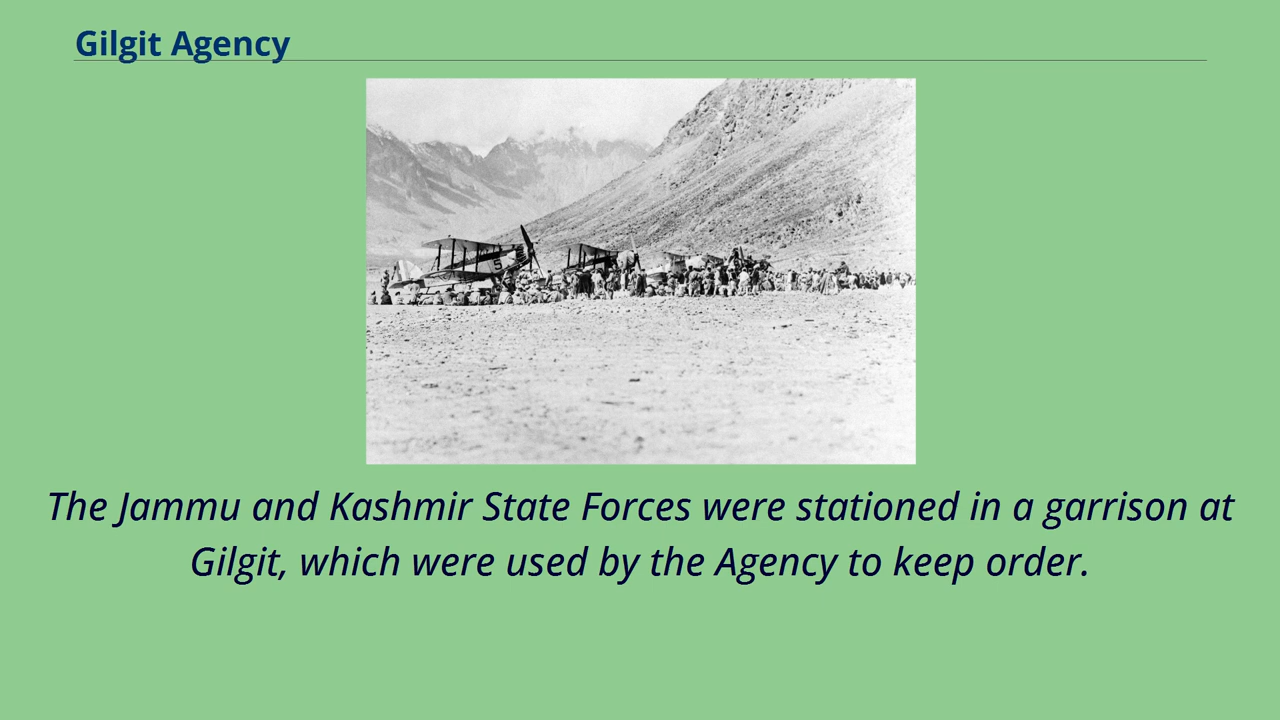 Gilgit Agency
5
The Jammu and Kashmir State Forces were stationed in a garrison at
Gilgit, which were used by the Agency to keep order.